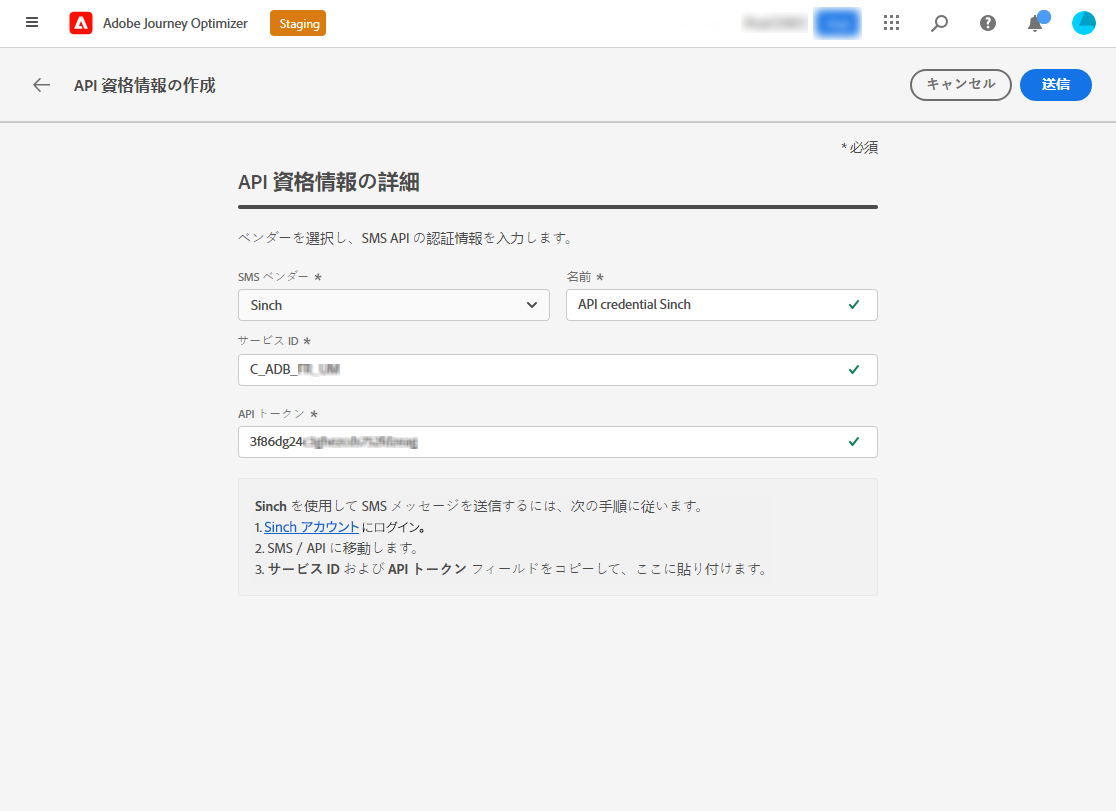 Adobe Journey Optimizer Staging
API 資格情報の作成 キャンセル 送信
* 必須
API 資格情報の詳細
ベンダーを選択し、SMS API の認証情報を入力します。
SMS ベンダー * 名前 *
Sinch API credential Sinch
サービス ID *
C_ADB_
API トークン *
3f86dg24
Sinch を使用して SMS メッセージを送信するには、次の手順に従います。
1. Sinch アカウント にログイン。
2. SMS / API に移動します。
3. サービス ID および API トークン フィールドをコピーして、ここに貼り付けます。